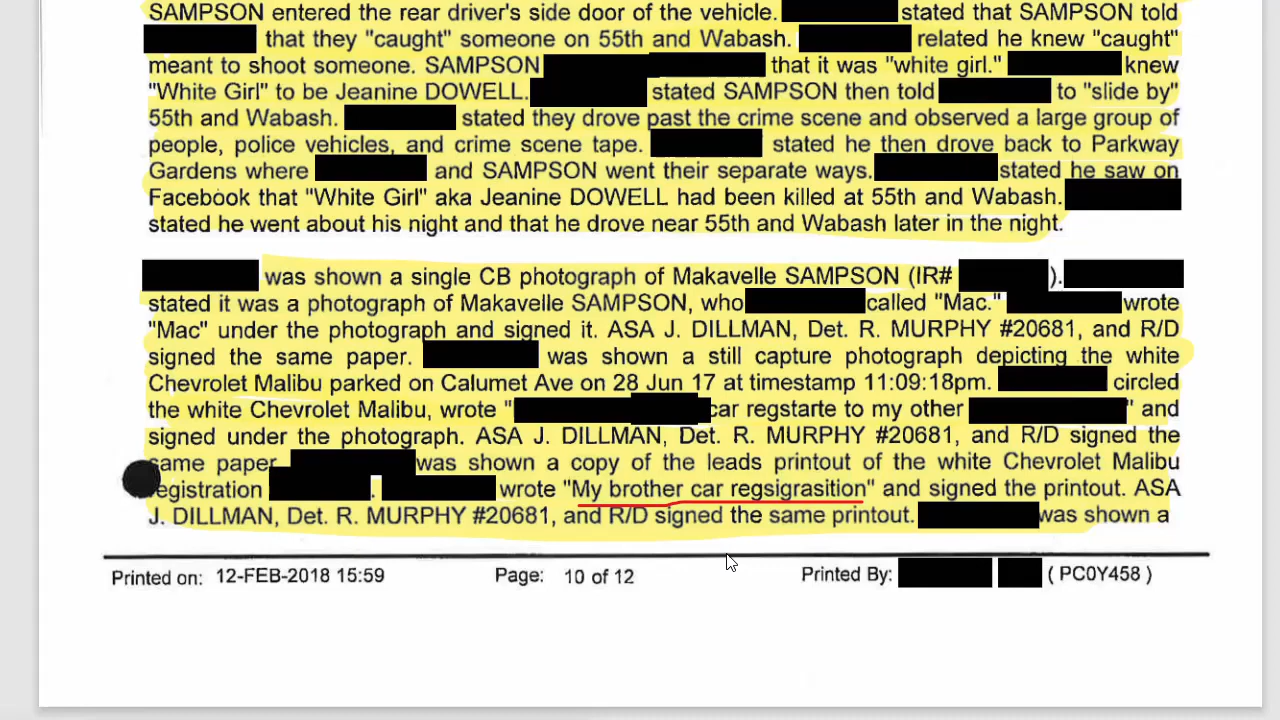 SAMPSON entered the rear driver's side door of the vehicle. stated that SAMPSON told
that they "caught" someone on 55th and Wabash. related he knew "caught"
meant to shoot someone. SAMPSON that it was "white girl." knew
"White Girl" to be Jeanine DOWELL. stated SAMPSON then told to "slide by"
55th and Wabash. stated they drove past the crime scene and observed a large group of
people, police vehicles, and crime scene tape. stated he then drove back to Parkway
Gardens where and SAMPSON went their separate ways. stated he saw on
Facebook that "White Girl" aka Jeanine DOWELL had been killed at 55th and Wabash.
stated he went about his night and that he drove near 55th and Wabash later in the night.
was shown a single CB photograph of Makavelle SAMPSON (IR# ).
stated it was a photograph of Makavelle SAMPSON, who called "Mac." wrote
"Mac" under the photograph and signed it. ASA J. DILLMAN, Det. R. MURPHY #20681, and R/D
signed the same paper. was shown a still capture photograph depicting the white
Chevrolet Malibu parked on Calumet Ave on 28 Jun 17 at timestamp 11:09:18pm. circled
the white Chevrolet Malibu, wrote " car regstarte to my other " and
signed under the photograph. ASA J. DILLMAN, Det. R. MURPHY #20681, and R/D signed the
same paper. was shown a copy of the leads printout of the white Chevrolet Malibu
registration . wrote "My brother car regsigrasition" and signed the printout. ASA
J. DILLMAN, Det. R. MURPHY #20681, and R/D signed the same printout. was shown a
Printed on: 12-FEB-2018 15:59 Page: 10 of 12 Printed By: ( PC0Y458 )